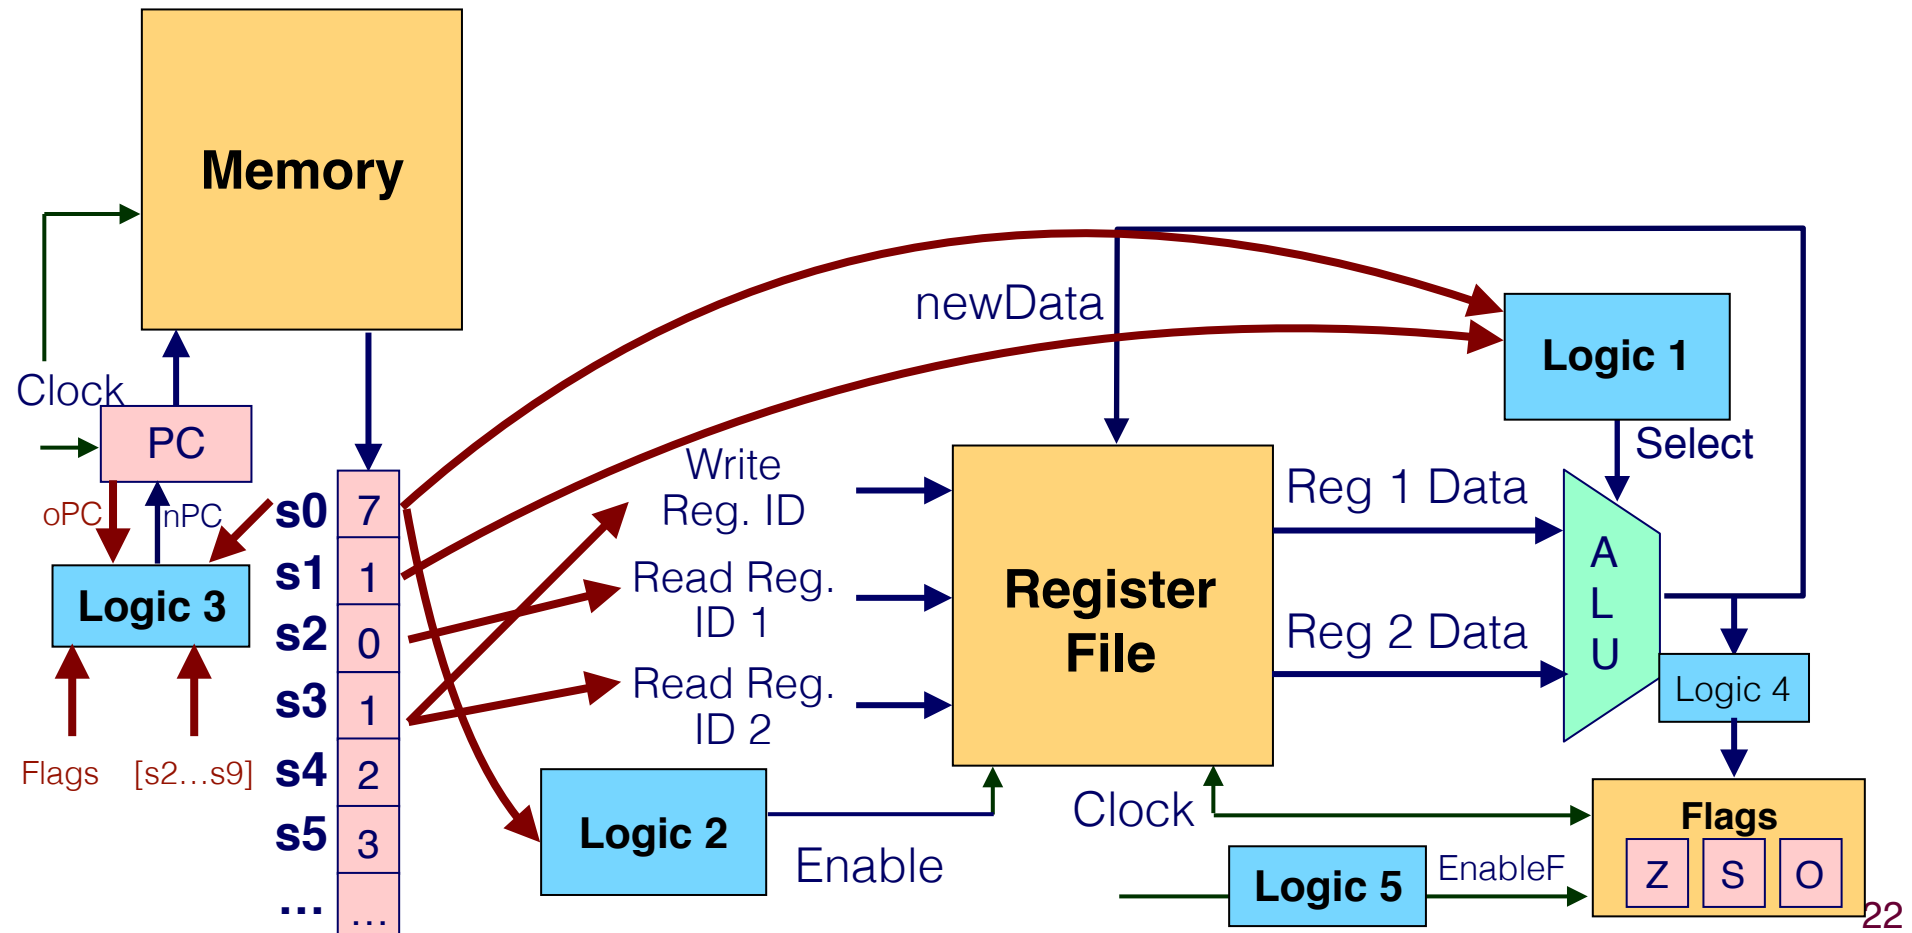 Memory
newData
Logic 1
Clock
PC
Select
Write
Reg. ID
Reg 1 Data
oPC
nPC
s0 7
s1 1
Read Reg.
ID 1
Register
File
A
L
U
Logic 3
s2 0
Reg 2 Data
s3 1
Read Reg.
ID 2
Logic 4
Flags
[s2...s9]
s4 2
Clock
Flags
s5 3
Logic 2
Enable
Logic 5
EnableF
Z S O
... ...
22